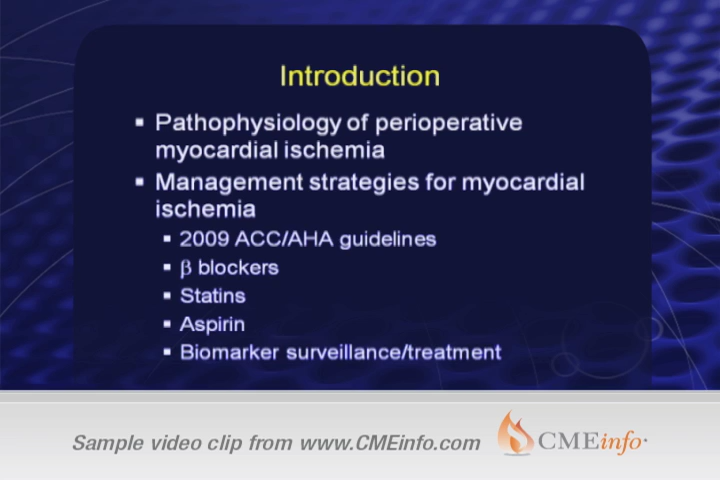 Introduction
▪ Pathophysiology of perioperative
myocardial ischemia
▪ Management strategies for myocardial
ischemia
▪ 2009 ACC/AHA guidelines
▪ β blockers
▪ Statins
▪ Aspirin
▪ Biomarker surveillance/treatment
Sample video clip from www.CMEinfo.com
CMEinfo